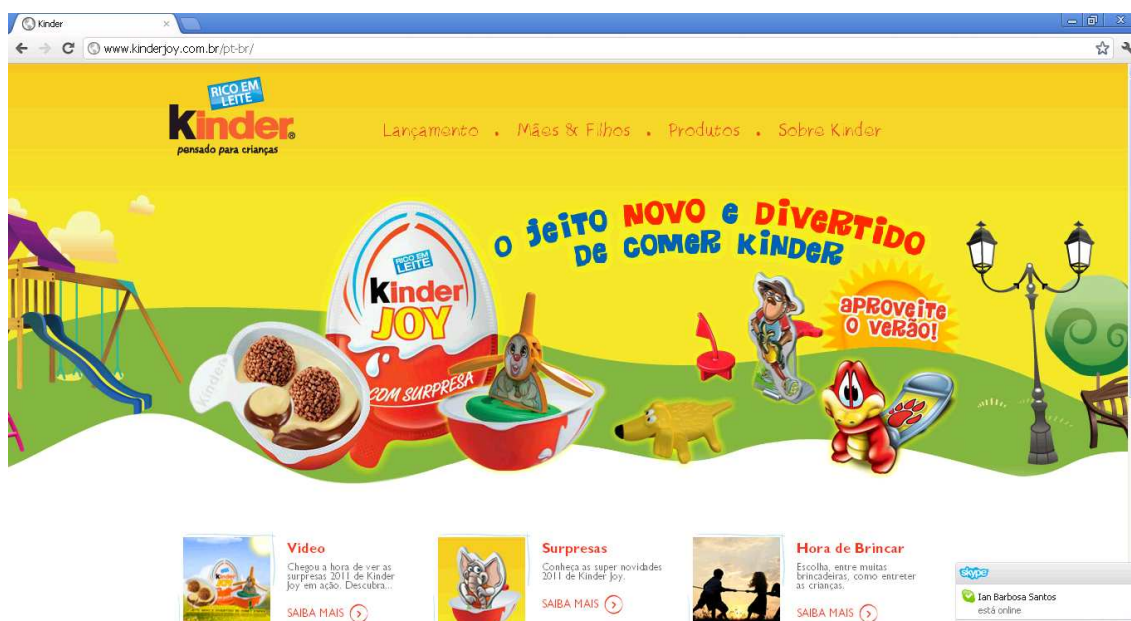 Kinder
www.kinderjoy.com.br/pt-br/
RICO EM
LEITE
Kinder
pensado para crianças
Lançamento . Mães & Filhos . Produtos . Sobre Kinder
O JEITO NOVO e DIVERTIDO
DE COMER KINDER
RICO EM
LEITE
Kinder
JOY
COM SURPRESA
Kinder
APROVEITE
O VERÃO!
Video
Chegou a hora de ver as
surpresas 2011 de Kinder
Joy em ação. Descubra...
SAIBA MAIS
Surpresas
Conheça as super novidades
2011 de Kinder Joy.
SAIBA MAIS
Hora de Brincar
Escolha, entre muitas
brincadeiras, como entreter
as crianças.
SAIBA MAIS
skype
Ian Barbosa Santos
está online